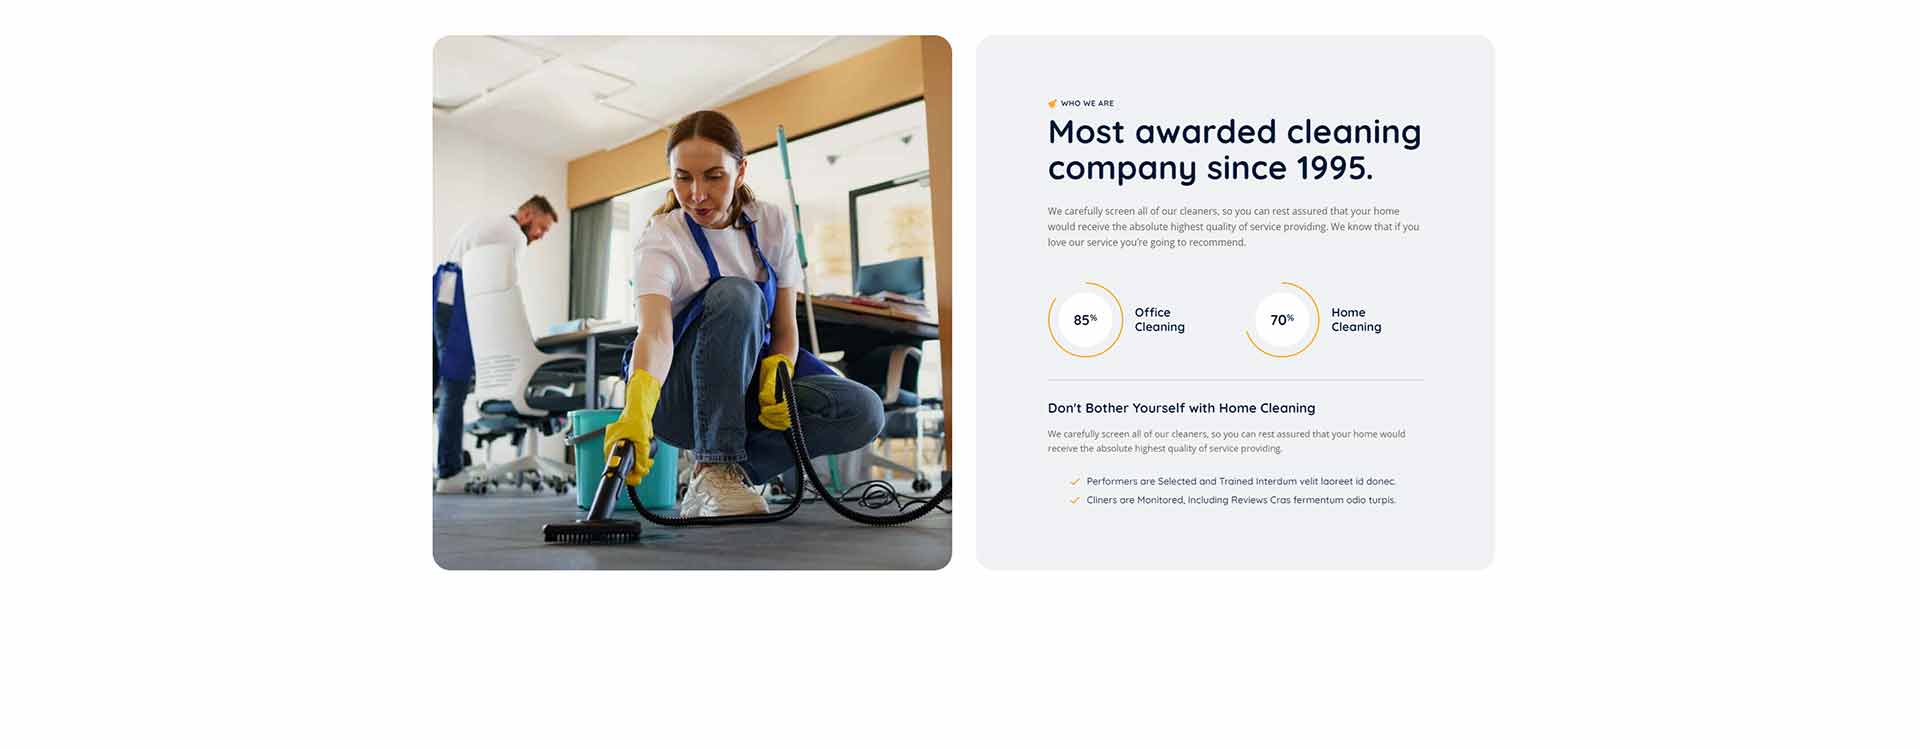 WHO WE ARE
Most awarded cleaning
company since 1995.
We carefully screen all of our cleaners, so you can rest assured that your home
would receive the absolute highest quality of service providing. We know that if you
love our service you're going to recommend.
85%
Office
Cleaning
70%
Home
Cleaning
Don't Bother Yourself with Home Cleaning
We carefully screen all of our cleaners, so you can rest assured that your home would
receive the absolute highest quality of service providing.
Performers are Selected and Trained Interdum velit laoreet id donec.
Cliners are Monitored, Including Reviews Cras fermentum odio turpis.